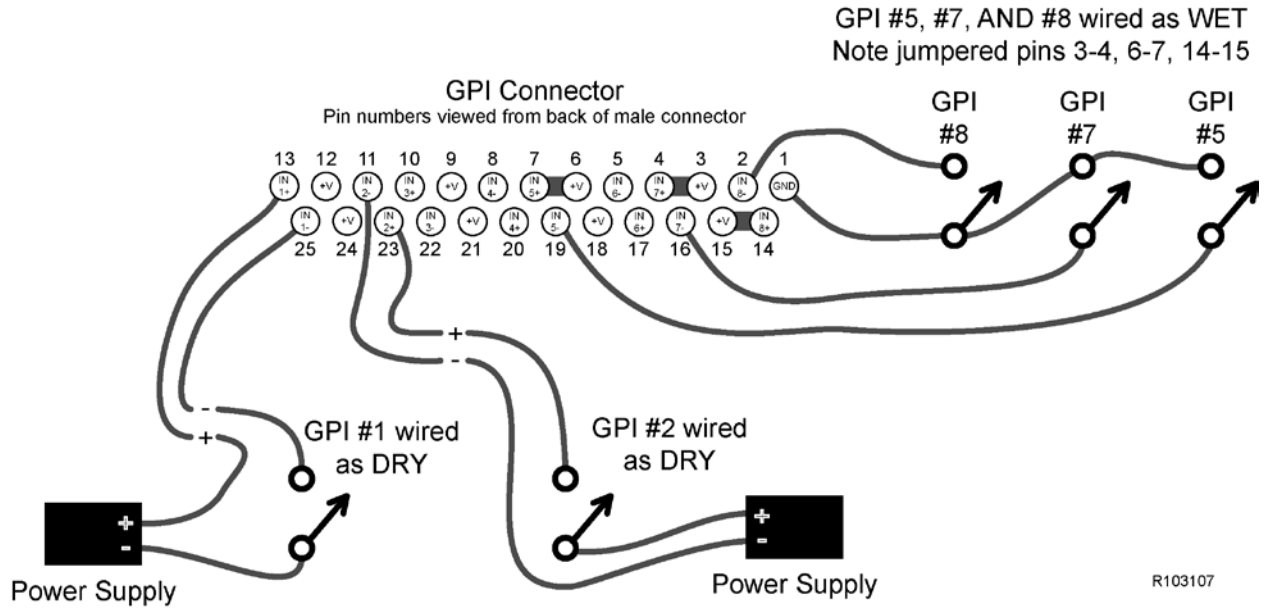 GPI #5, #7, AND #8 wired as WET
Note jumpered pins 3-4, 6-7, 14-15
GPI Connector
Pin numbers viewed from back of male connector
GPI
#8
GPI
#7
GPI
#5
13 12 11 10 9 8 7 6 5 4 3 2 1
IN 1+
+V
IN 2-
IN 3+
+V
IN 4-
IN 5+
+V
IN 6-
IN 7+
+V
IN 8-
GND
IN 1-
+V
IN 2+
IN 3-
+V
IN 4+
IN 5-
+V
IN 6+
IN 7-
+V
IN 8+
25 24 23 22 21 20 19 18 17 16 15 14
+
-
-
+
GPI #1 wired
as DRY
GPI #2 wired
as DRY
+
-
Power Supply
+
-
Power Supply
R103107